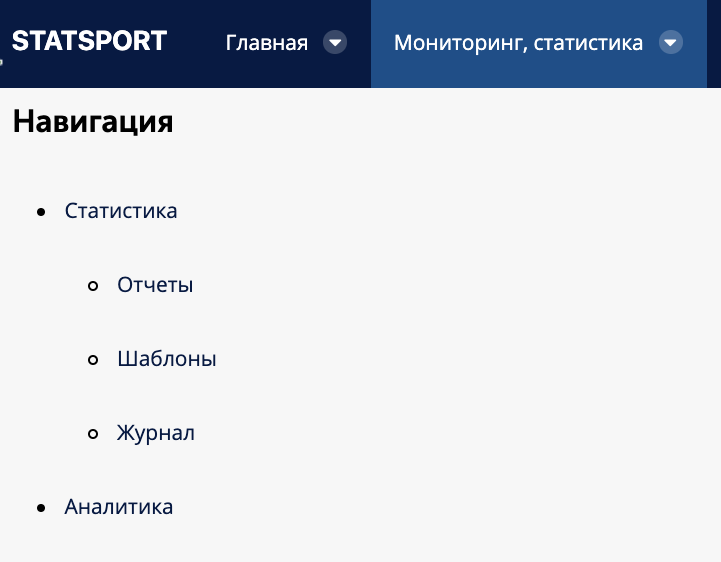 STATSPORT Главная Мониторинг, статистика
Навигация
Статистика
Отчеты
Шаблоны
Журнал
Аналитика